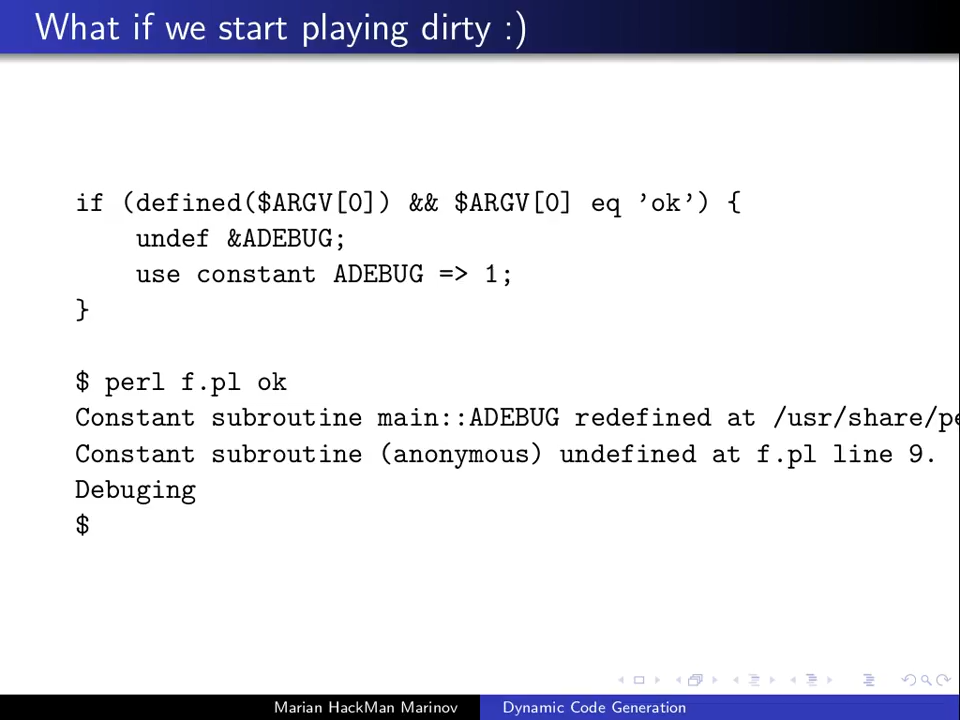 What if we start playing dirty :)
if (defined($ARGV[0]) && $ARGV[0] eq ’ok’) {
    undef &ADEBUG;
    use constant ADEBUG => 1;
}
$ perl f.pl ok
Constant subroutine main::ADEBUG redefined at /usr/share/pe
Constant subroutine (anonymous) undefined at f.pl line 9.
Debuging
$
Marian HackMan Marinov Dynamic Code Generation